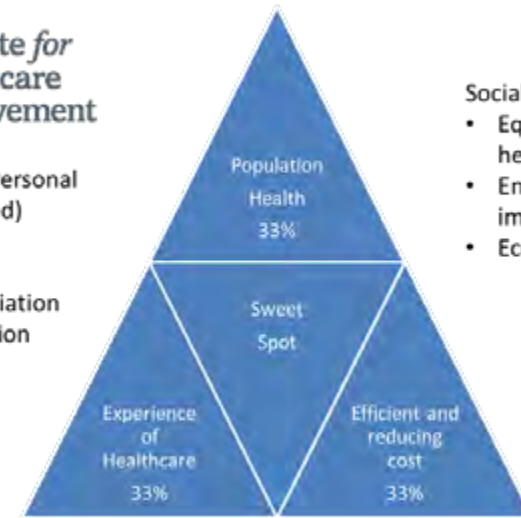 te for
care
vement
ersonal
d)
iation
ion
Population
Health
33%
Sweet
Spot
Experience
of
Healthcare
33%
Efficient and
reducing
cost
33%
Social
• Eq
he
• En
im
• Ec